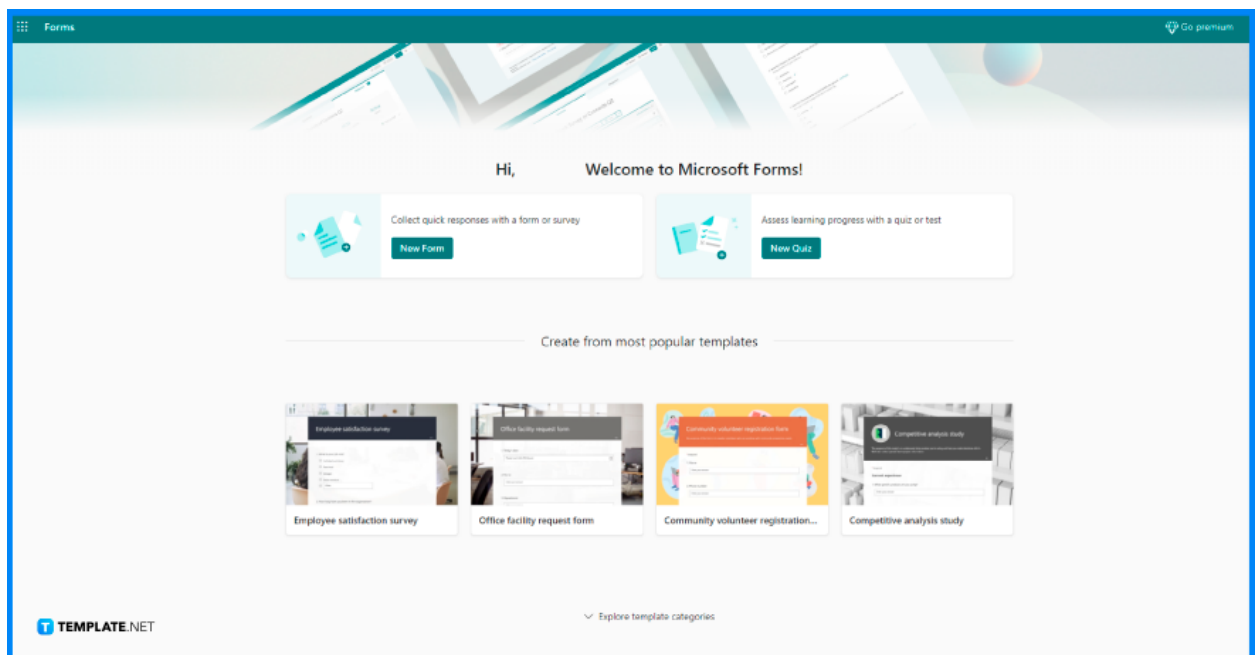 Forms
Go premium
Hi, Welcome to Microsoft Forms!
Collect quick responses with a form or survey
New Form
Assess learning progress with a quiz or test
New Quiz
Create from most popular templates
Employee satisfaction survey
Office facility request form
Community volunteer registration form
Competitive analysis study
Employee satisfaction survey
Office facility request form
Community volunteer registration...
Competitive analysis study
Explore template categories
T TEMPLATE.NET